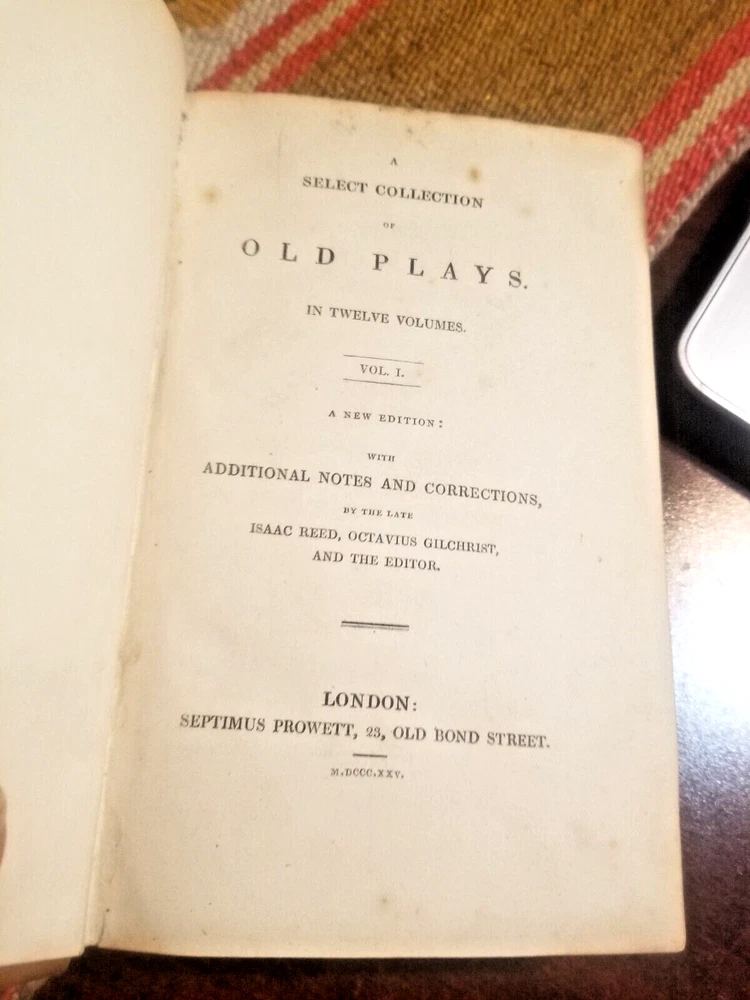 A
SELECT COLLECTION
OF
OLD PLAYS.
IN TWELVE VOLUMES.
VOL. I.
A NEW EDITION:
WITH
ADDITIONAL NOTES AND CORRECTIONS,
BY THE LATE
ISAAC REED, OCTAVIUS GILCHRIST,
AND THE EDITOR.
LONDON:
SEPTIMUS PROWETT, 23, OLD BOND STREET.
M.DCCC.XXV.